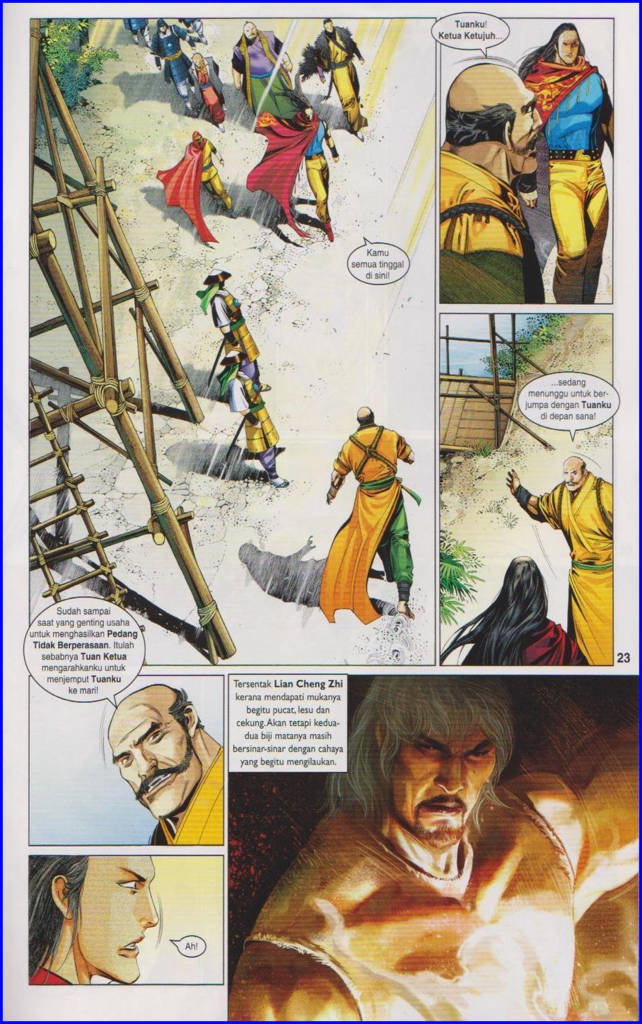 Kamu
semua tinggal
di sini!
Tuanku!
Ketua Ketujuh...
...sedang
menunggu untuk ber-
jumpa dengan Tuanku
di depan sana!
23
Sudah sampai
saat yang genting usaha
untuk menghasilkan Pedang
Tidak Berperasaan. Itulah
sebabnya Tuan Ketua
mengarahkanku untuk
menjemput Tuanku
ke mari!
Ah!
Tersentak Lian Cheng Zhi
kerana mendapati mukanya
begitu pucat, lesu dan
cekung. Akan tetapi kedua-
dua biji matanya masih
bersinar-sinar dengan cahaya
yang begitu mengilaukan.